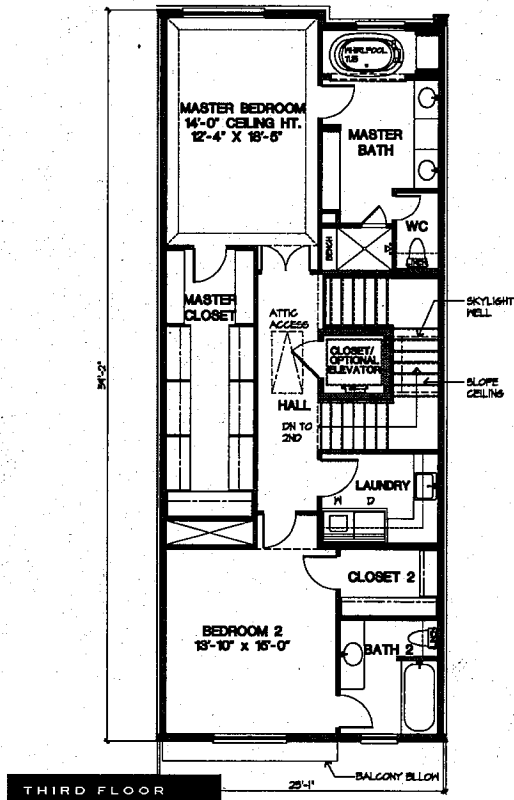 WHIRLPOOL
TUB
MASTER BEDROOM
14'-0" CEILING HT.
12'-4" X 18'-5"
MASTER
BATH
WC
BENCH
MASTER
CLOSET
ATTIC
ACCESS
SKYLIGHT
WELL
CLOSET/
OPTIONAL
ELEVATOR
SLOPE
CEILING
HALL
DN TO
2ND
LAUNDRY
W D
CLOSET 2
BEDROOM 2
13'-10" x 15'-0"
BATH 2
BALCONY BLLOW
25'-1"
THIRD FLOOR